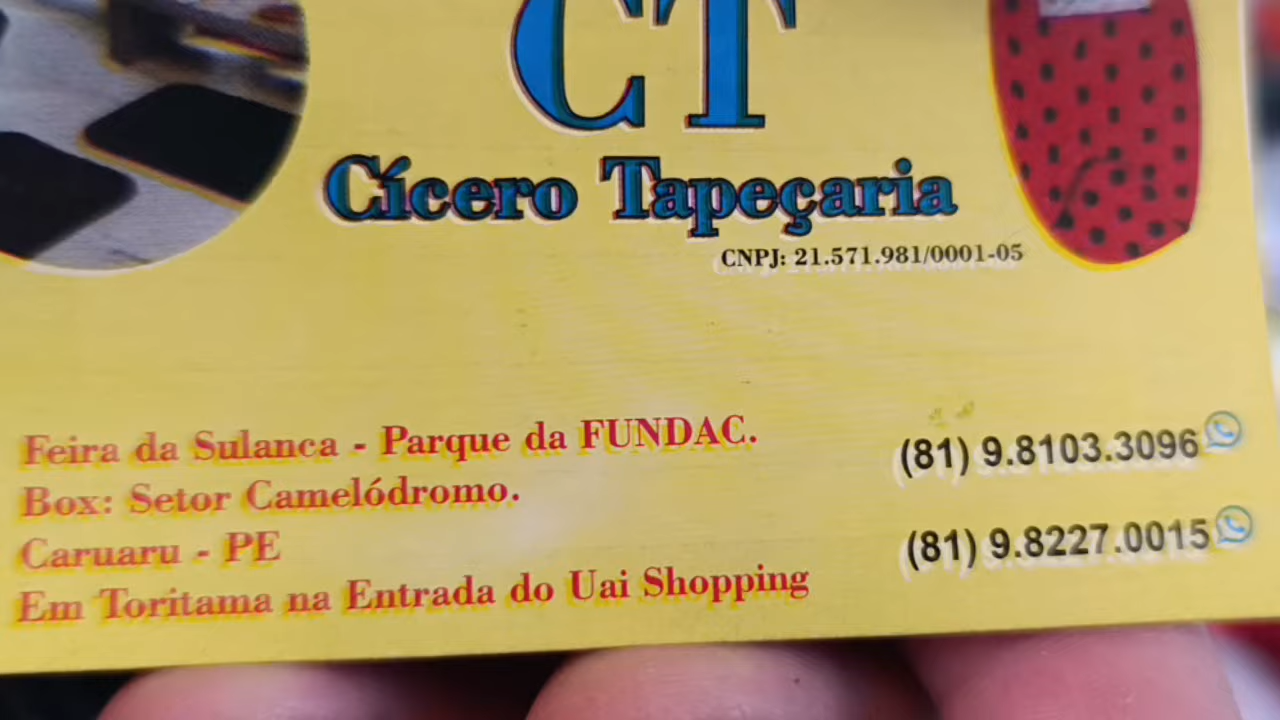 CT
Cícero Tapeçaria
CNPJ: 21.571.981/0001-05
Feira da Sulanca - Parque da FUNDAC.
Box: Setor Camelódromo.
Caruaru - PE
Em Toritama na Entrada do Uai Shopping
(81) 9.8103.3096
(81) 9.8227.0015